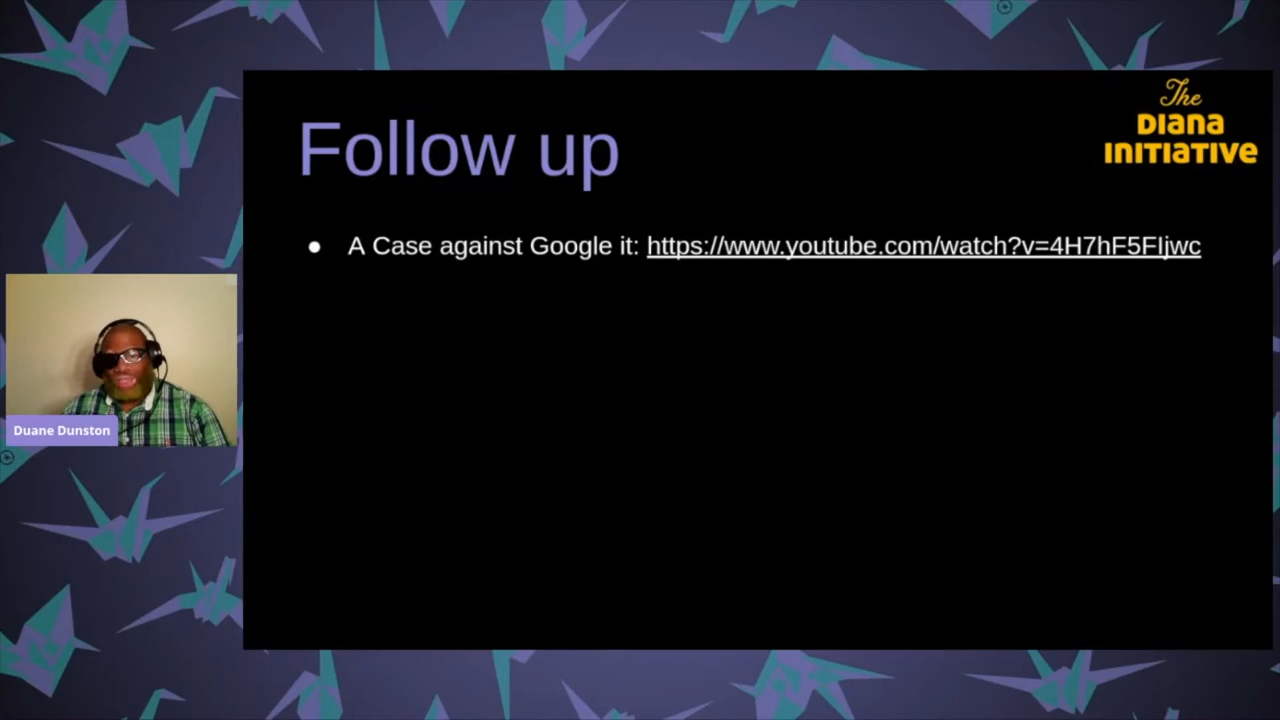 The
DIANA
INITIATIVE
Follow up
● A Case against Google it: https://www.youtube.com/watch?v=4H7hF5FIjwc
Duane Dunston